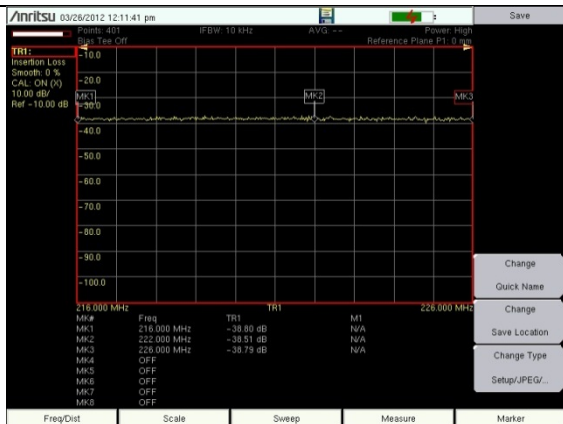 Anritsu 03/26/2012 12:11:41 pm
Save
Points: 401 IFBW: 10 kHz AVG: -- Power: High
Bias Tee Off Reference Plane P1: 0 mm
TR1:
Insertion Loss
Smooth: 0 %
CAL: ON (X)
10.00 dB/
Ref -10.00 dB
-10.0
-20.0
-30.0
MK1 MK2 MK3
-40.0
-50.0
-60.0
-70.0
-80.0
-90.0
-100.0
216.000 MHz TR1 226.000 MHz
MK# Freq TR1 M1
MK1 216.000 MHz -38.80 dB N/A
MK2 222.000 MHz -38.51 dB N/A
MK3 226.000 MHz -38.79 dB N/A
MK4 OFF
MK5 OFF
MK6 OFF
MK7 OFF
MK8 OFF
Change
Quick Name
Change
Save Location
Change Type
Setup/JPEG/...
Freq/Dist Scale Sweep Measure Marker